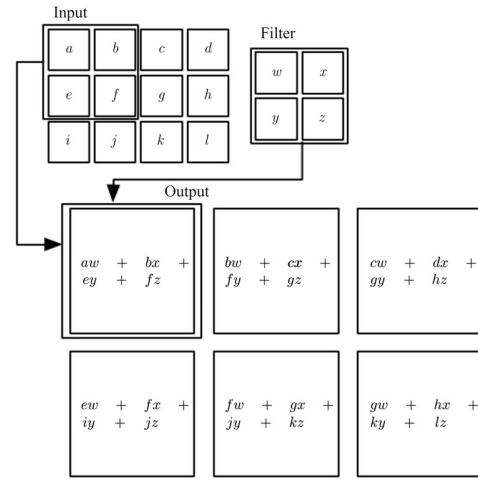 Input
a b c d
e f g h
i j k l
Filter
w x
y z
Output
aw + bx +
ey + fz
bw + cx +
fy + gz
cw + dx +
gy + hz
ew + fx +
iy + jz
fw + gx +
jy + kz
gw + hx +
ky + lz